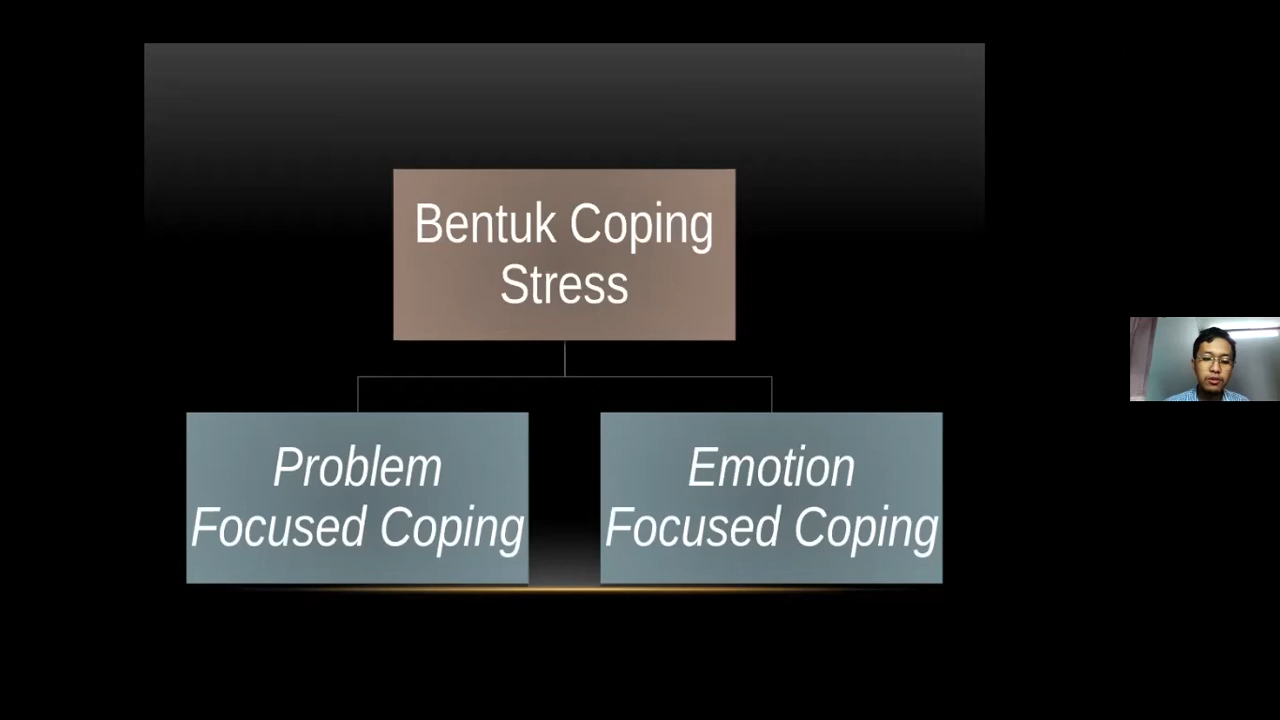 Bentuk Coping
Stress
Problem
Focused Coping
Emotion
Focused Coping